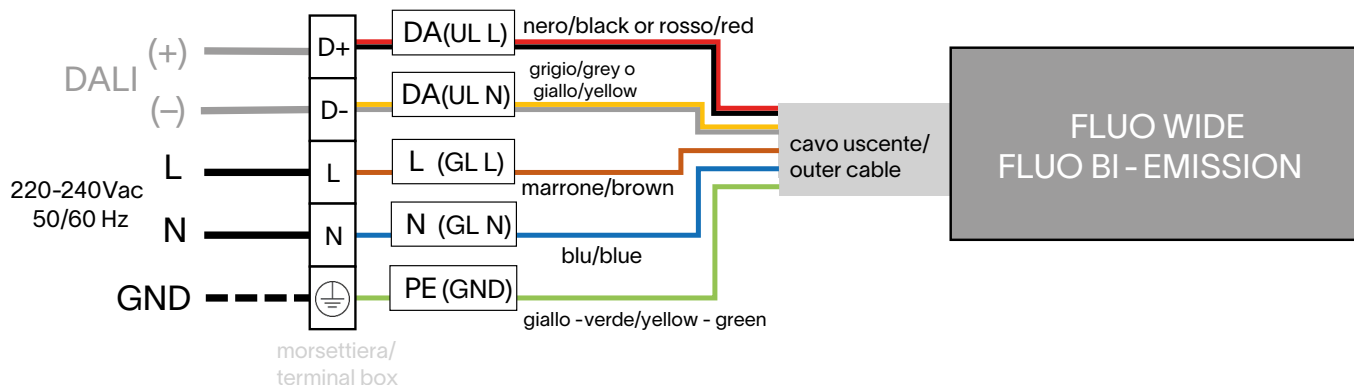 DALI
(+)
(–)
L
N
GND
220-240Vac
50/60 Hz
D+
D-
L
N
DA(UL L)
DA(UL N)
L (GL L)
N (GL N)
PE (GND)
nero/black or rosso/red
grigio/grey o
giallo/yellow
marrone/brown
blu/blue
giallo -verde/yellow - green
morsettiera/
terminal box
cavo uscente/
outer cable
FLUO WIDE
FLUO BI - EMISSION